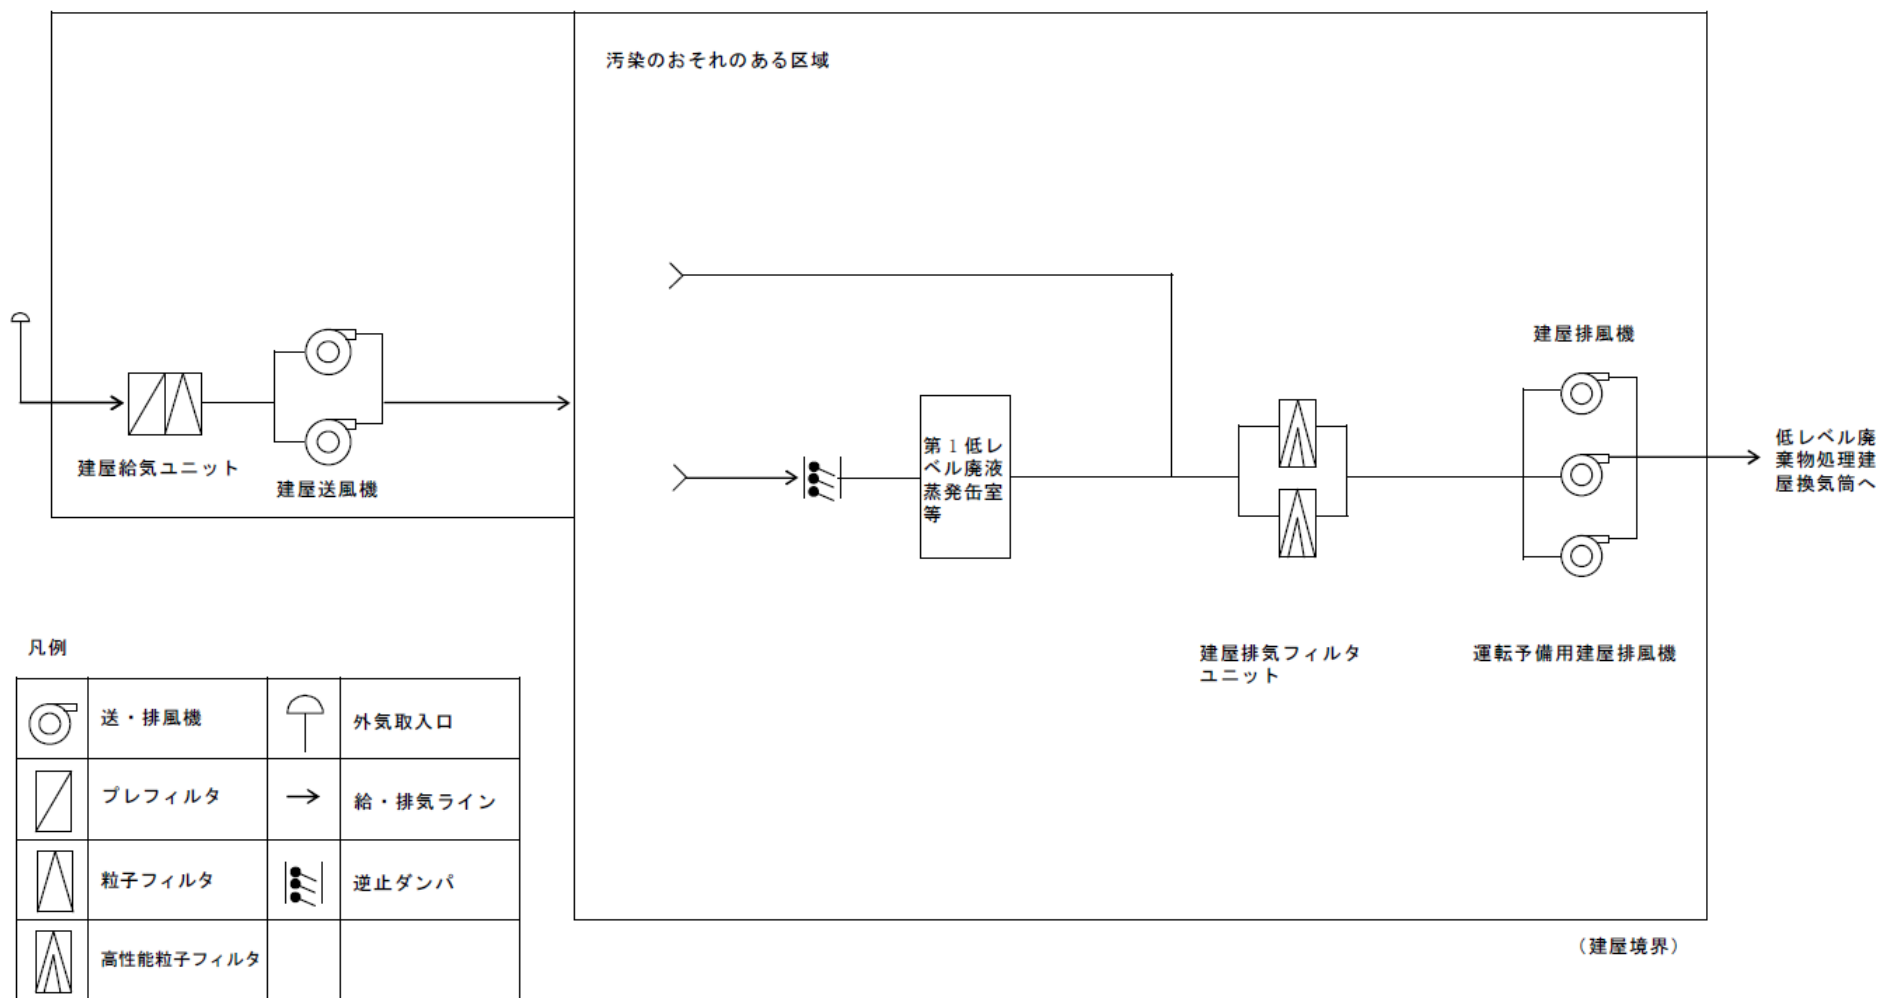 汚染のおそれのある区域
建屋給気ユニット
建屋送風機
第1低レ
ベル廃液
蒸発缶室
等
建屋排風機
低レベル廃
棄物処理建
屋換気筒へ
建屋排気フィルタ
ユニット
運転予備用建屋排風機
(建屋境界)
凡例
送・排風機
外気取入口
プレフィルタ
給・排気ライン
粒子フィルタ
逆止ダンパ
高性能粒子フィルタ